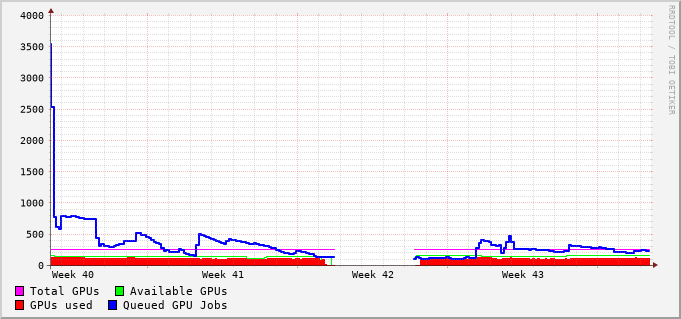 4000
3500
3000
2500
2000
1500
1000
500
0
Week 40 Week 41 Week 42 Week 43
Total GPUs Available GPUs
GPUs used Queued GPU Jobs
RRDTOOL / TOBI OETIKER